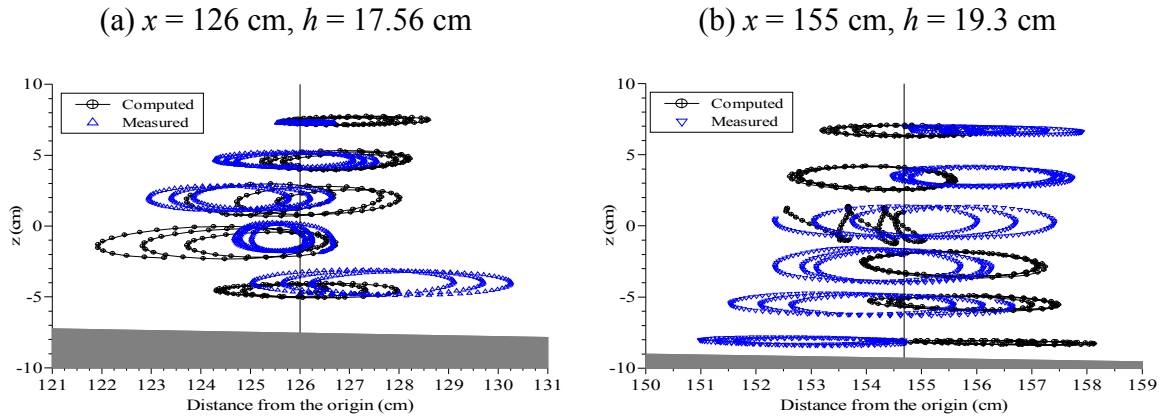 (a) x = 126 cm, h = 17.56 cm
10
5
0
-5
-10
z (cm)
Computed
Measured
121 122 123 124 125 126 127 128 129 130 131
Distance from the origin (cm)
(b) x = 155 cm, h = 19.3 cm
10
5
0
-5
-10
z (cm)
Computed
Measured
150 151 152 153 154 155 156 157 158 159
Distance from the origin (cm)